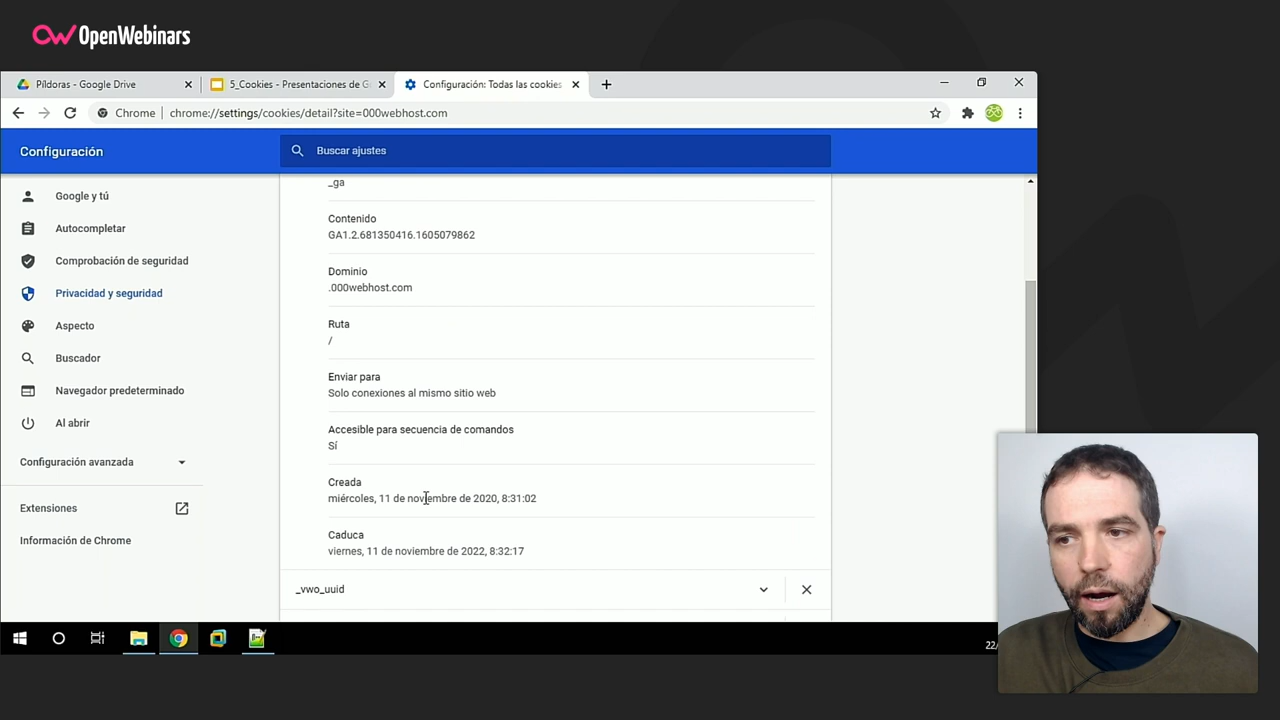 OpenWebinars
Píldoras - Google Drive
5_Cookies - Presentaciones de G
Configuración: Todas las cookies
Chrome
chrome://settings/cookies/detail?site=000webhost.com
Configuración
Buscar ajustes
Google y tú
Autocompletar
Comprobación de seguridad
Privacidad y seguridad
Aspecto
Buscador
Navegador predeterminado
Al abrir
Configuración avanzada
Extensiones
Información de Chrome
_ga
Contenido
GA1.2.681350416.1605079862
Dominio
.000webhost.com
Ruta
/
Enviar para
Solo conexiones al mismo sitio web
Accesible para secuencia de comandos
Sí
Creada
miércoles, 11 de noviembre de 2020, 8:31:02
Caduca
viernes, 11 de noviembre de 2022, 8:32:17
_vwo_uuid
22/